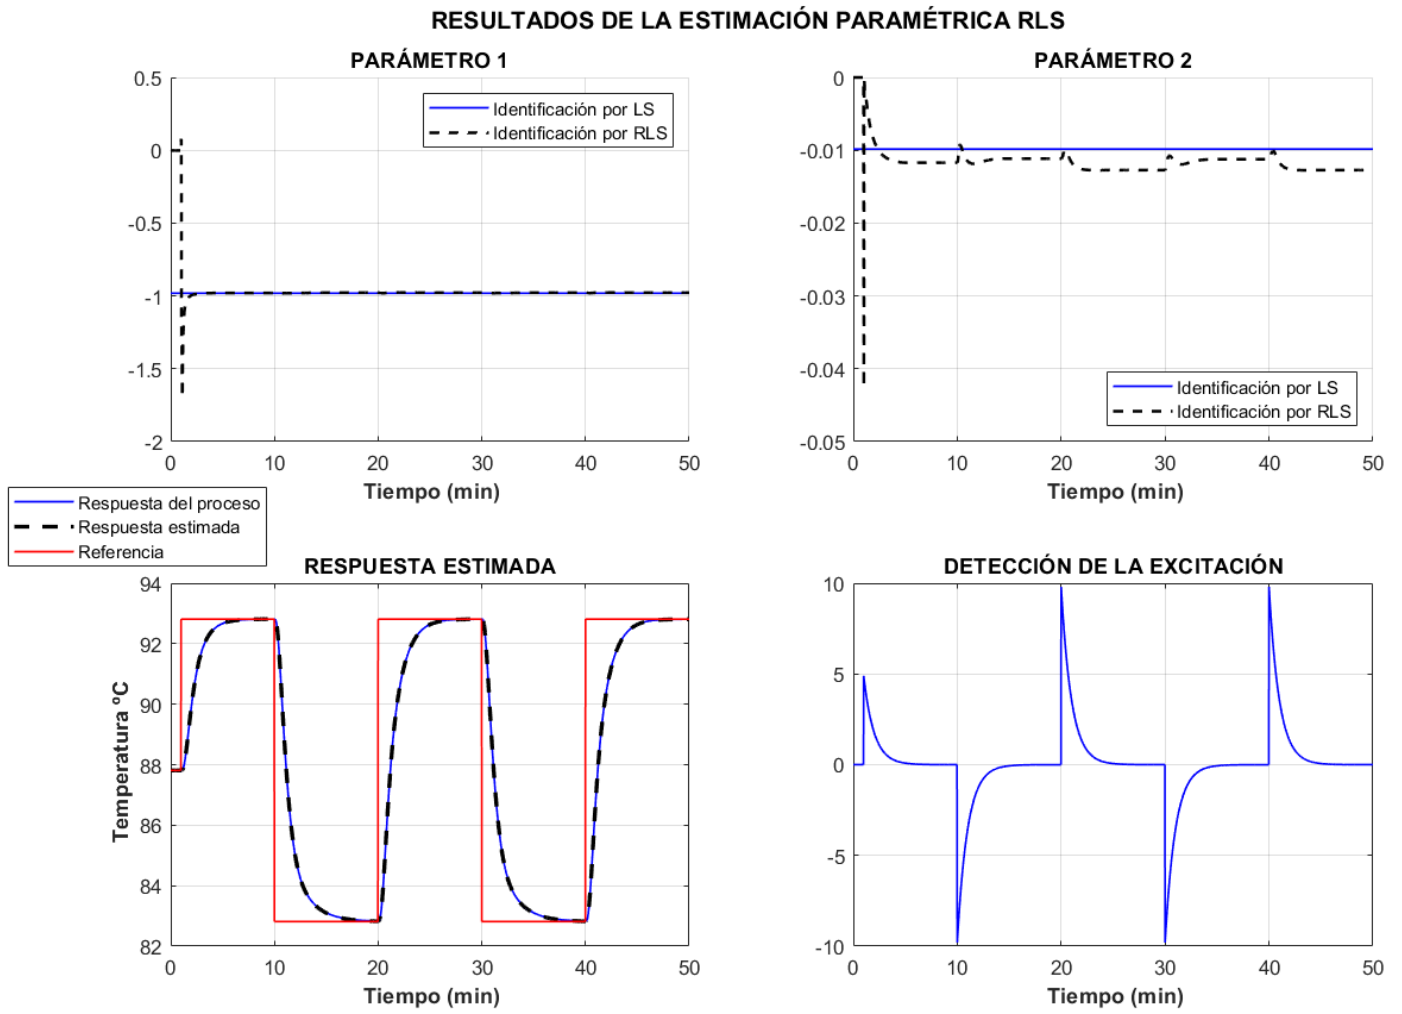 RESULTADOS DE LA ESTIMACIÓN PARAMÉTRICA RLS
PARÁMETRO 1
0.5
0
-0.5
-1
-1.5
-2
0 10 20 30 40 50
Tiempo (min)
Identificación por LS
Identificación por RLS
PARÁMETRO 2
0
-0.01
-0.02
-0.03
-0.04
-0.05
0 10 20 30 40 50
Tiempo (min)
Identificación por LS
Identificación por RLS
Respuesta del proceso
Respuesta estimada
Referencia
RESPUESTA ESTIMADA
Temperatura ºC
94
92
90
88
86
84
82
0 10 20 30 40 50
Tiempo (min)
DETECCIÓN DE LA EXCITACIÓN
10
5
0
-5
-10
0 10 20 30 40 50
Tiempo (min)